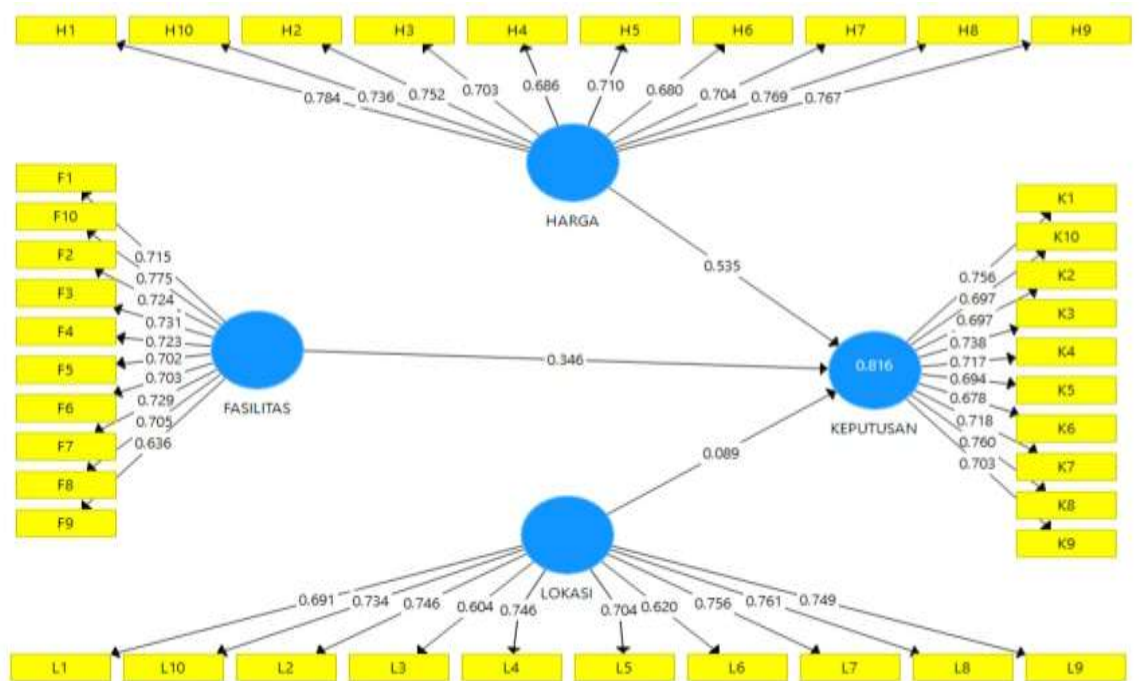 H1 H10 H2 H3 H4 H5 H6 H7 H8 H9
0.784 0.736 0.752 0.703 0.686 0.710 0.680 0.704 0.769 0.767
HARGA
F1
F10
F2
F3
F4
F5
F6
F7
F8
F9
0.715
0.775
0.724
0.731
0.723
0.702
0.703
0.729
0.705
0.636
FASILITAS
0.535
0.346
0.089
0.816
KEPUTUSAN
0.756
0.697
0.697
0.738
0.717
0.694
0.678
0.718
0.760
0.703
K1
K10
K2
K3
K4
K5
K6
K7
K8
K9
LOKASI
0.691 0.734 0.746 0.604 0.746 0.704 0.620 0.756 0.761 0.749
L1 L10 L2 L3 L4 L5 L6 L7 L8 L9